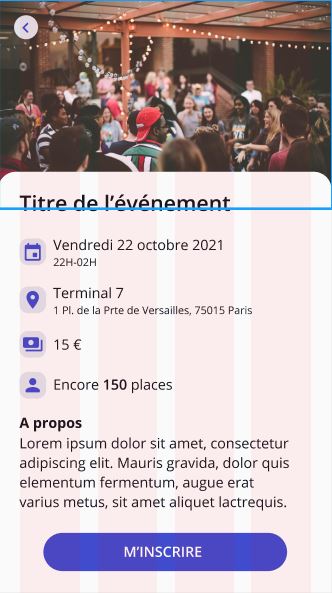 Titre de l'événement
Vendredi 22 octobre 2021
22H-02H
Terminal 7
1 Pl. de la Prte de Versailles, 75015 Paris
15 €
Encore 150 places
A propos
Lorem ipsum dolor sit amet, consectetur
adipiscing elit. Mauris gravida, dolor quis
elementum fermentum, augue erat
varius metus, sit amet aliquet lactrequis.
M'INSCRIRE